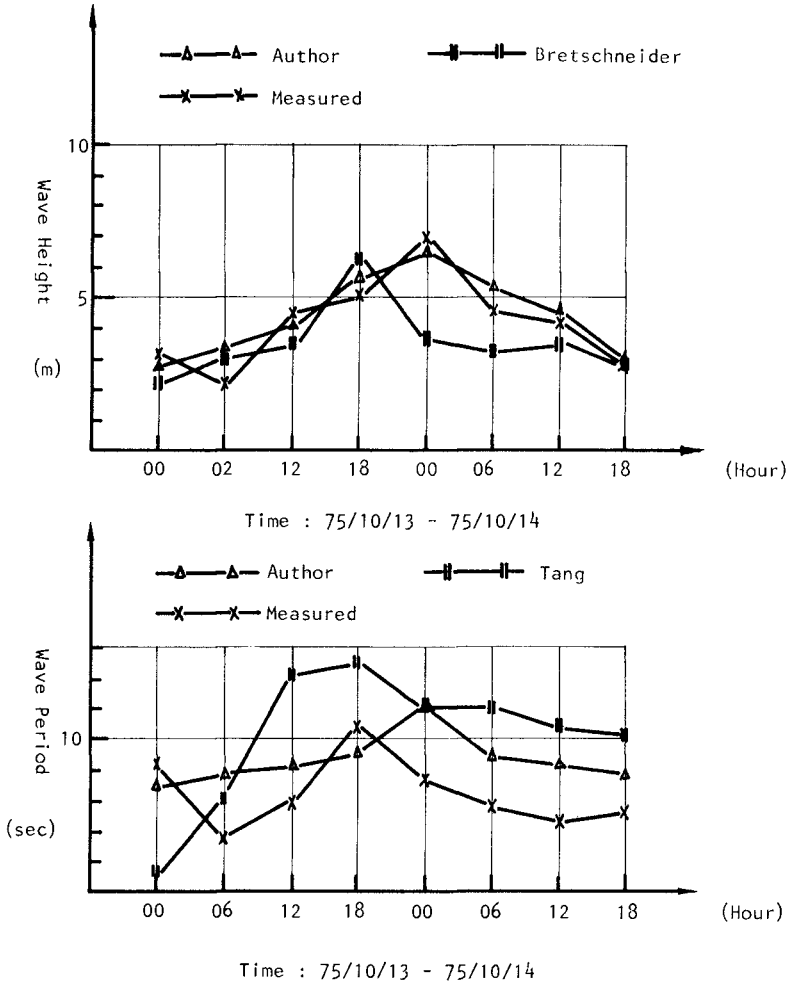 Author Bretschneider
Measured
10
Wave Height
5
(m)
00 02 12 18 00 06 12 18 (Hour)
Time : 75/10/13 - 75/10/14
Author Tang
Measured
Wave Period
10
(sec)
00 06 12 18 00 06 12 18 (Hour)
Time : 75/10/13 - 75/10/14